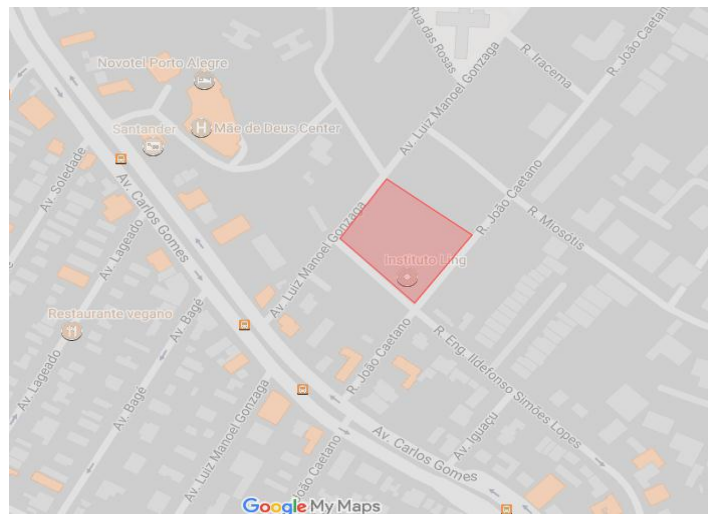 Rua das Rosas
R. Iracema
R. João Caetano
Novotel Porto Alegre
Av. Luiz Manoel Gonzaga
Santander
H Mãe de Deus Center
Av. Soledade
Av. Carlos Gomes
R. Miosótis
R. João Caetano
Av. Luiz Manoel Gonzaga
Av. Lageado
Instituto Ling
Av. Bagé
Restaurante vegano
R. Eng. Ildefonso Simões Lopes
R. João Caetano
Av. Lageado
Av. Bagé
Av. Luiz Manoel Gonzaga
Av. Iguaçu
Av. Carlos Gomes
João Caetano
Google My Maps